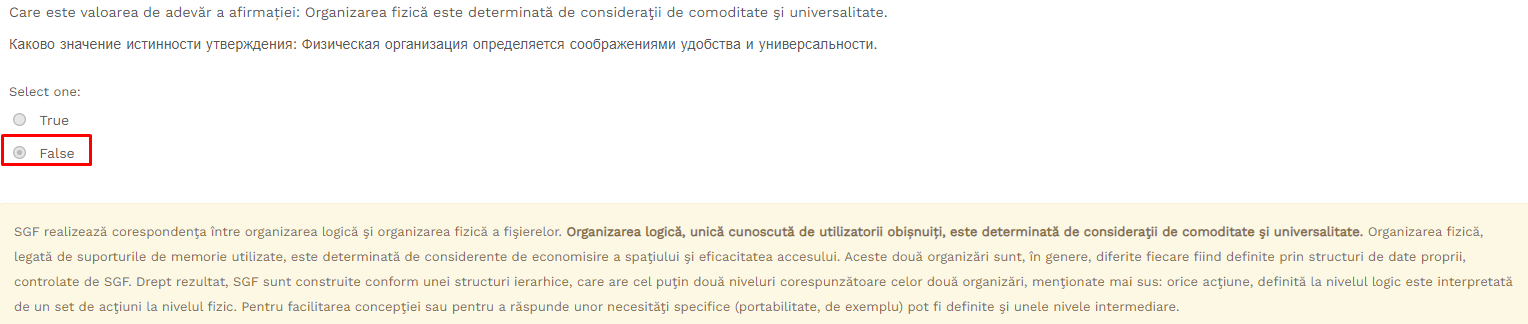 Care este valoarea de adevăr a afirmației: Organizarea fizică este determinată de consideraţii de comoditate şi universalitate.
Каково значение истинности утверждения: Физическая организация определяется соображениями удобства и универсальности.
Select one:
True
False
SGF realizează corespondenţa între organizarea logică şi organizarea fizică a fişierelor. Organizarea logică, unică cunoscută de utilizatorii obișnuiți, este determinată de consideraţii de comoditate şi universalitate. Organizarea fizică,
legată de suporturile de memorie utilizate, este determinată de considerente de economisire a spaţiului şi eficacitatea accesului. Aceste două organizări sunt, în genere, diferite fiecare fiind definite prin structuri de date proprii,
controlate de SGF. Drept rezultat, SGF sunt construite conform unei structuri ierarhice, care are cel puţin două niveluri corespunzătoare celor două organizări, menţionate mai sus: orice acţiune, definită la nivelul logic este interpretată
de un set de acţiuni la nivelul fizic. Pentru facilitarea concepţiei sau pentru a răspunde unor necesităţi specifice (portabilitate, de exemplu) pot fi definite şi unele nivele intermediare.